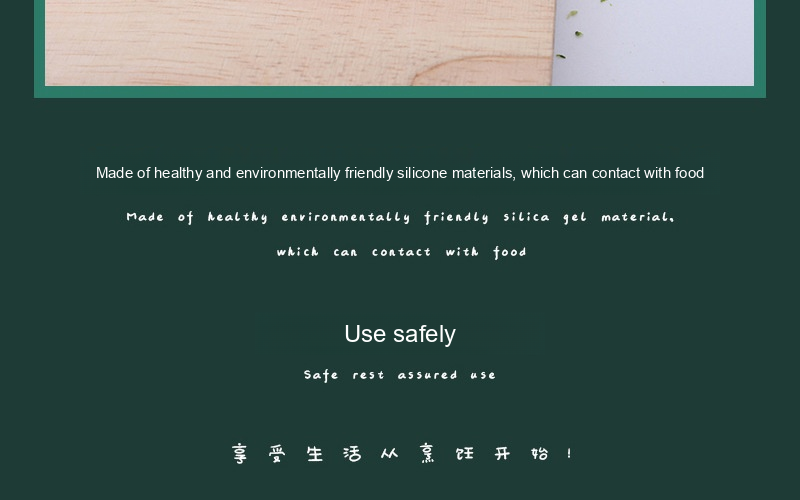 Made of healthy and environmentally friendly silicone materials, which can contact with food
Made of healthy environmentally friendly silica gel material,
which can contact with food
Use safely
Safe rest assured use
享受生活从烹饪开始!